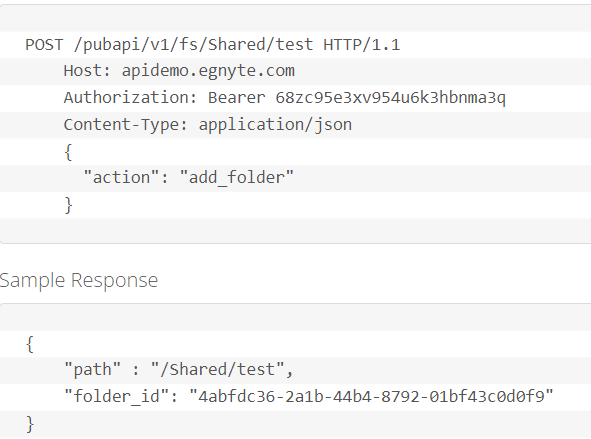 POST /pubapi/v1/fs/Shared/test HTTP/1.1
Host: apidemo.egnyte.com
Authorization: Bearer 68zc95e3xv954u6k3hbnma3q
Content-Type: application/json
{
"action": "add_folder"
}
Sample Response
{
"path" : "/Shared/test",
"folder_id": "4abfdc36-2a1b-44b4-8792-01bf43c0d0f9"
}